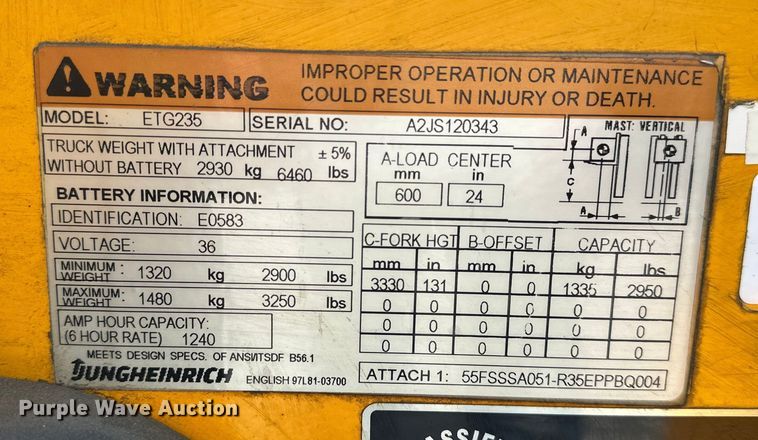 WARNING
IMPROPER OPERATION OR MAINTENANCE
COULD RESULT IN INJURY OR DEATH.
MODEL: ETG235
SERIAL NO: A2JS120343
TRUCK WEIGHT WITH ATTACHMENT ± 5%
WITHOUT BATTERY 2930 kg 6460 lbs
BATTERY INFORMATION:
IDENTIFICATION: E0583
VOLTAGE: 36
MINIMUM WEIGHT: 1320 kg 2900 lbs
MAXIMUM WEIGHT: 1480 kg 3250 lbs
AMP HOUR CAPACITY:
(6 HOUR RATE) 1240
MEETS DESIGN SPECS. OF ANSI/ITSDF B56.1
JUNGHEINRICH ENGLISH 97L81-03700
A-LOAD CENTER
mm in
600 24
MAST: VERTICAL
A
C
A B
C-FORK HGT B-OFFSET CAPACITY
mm in mm in kg lbs
3330 131 0 0 1335 2950
0 0 0 0 0 0
0 0 0 0 0 0
0 0 0 0 0 0
ATTACH 1: 55FSSSA051-R35EPPBQ004
Purple Wave Auction